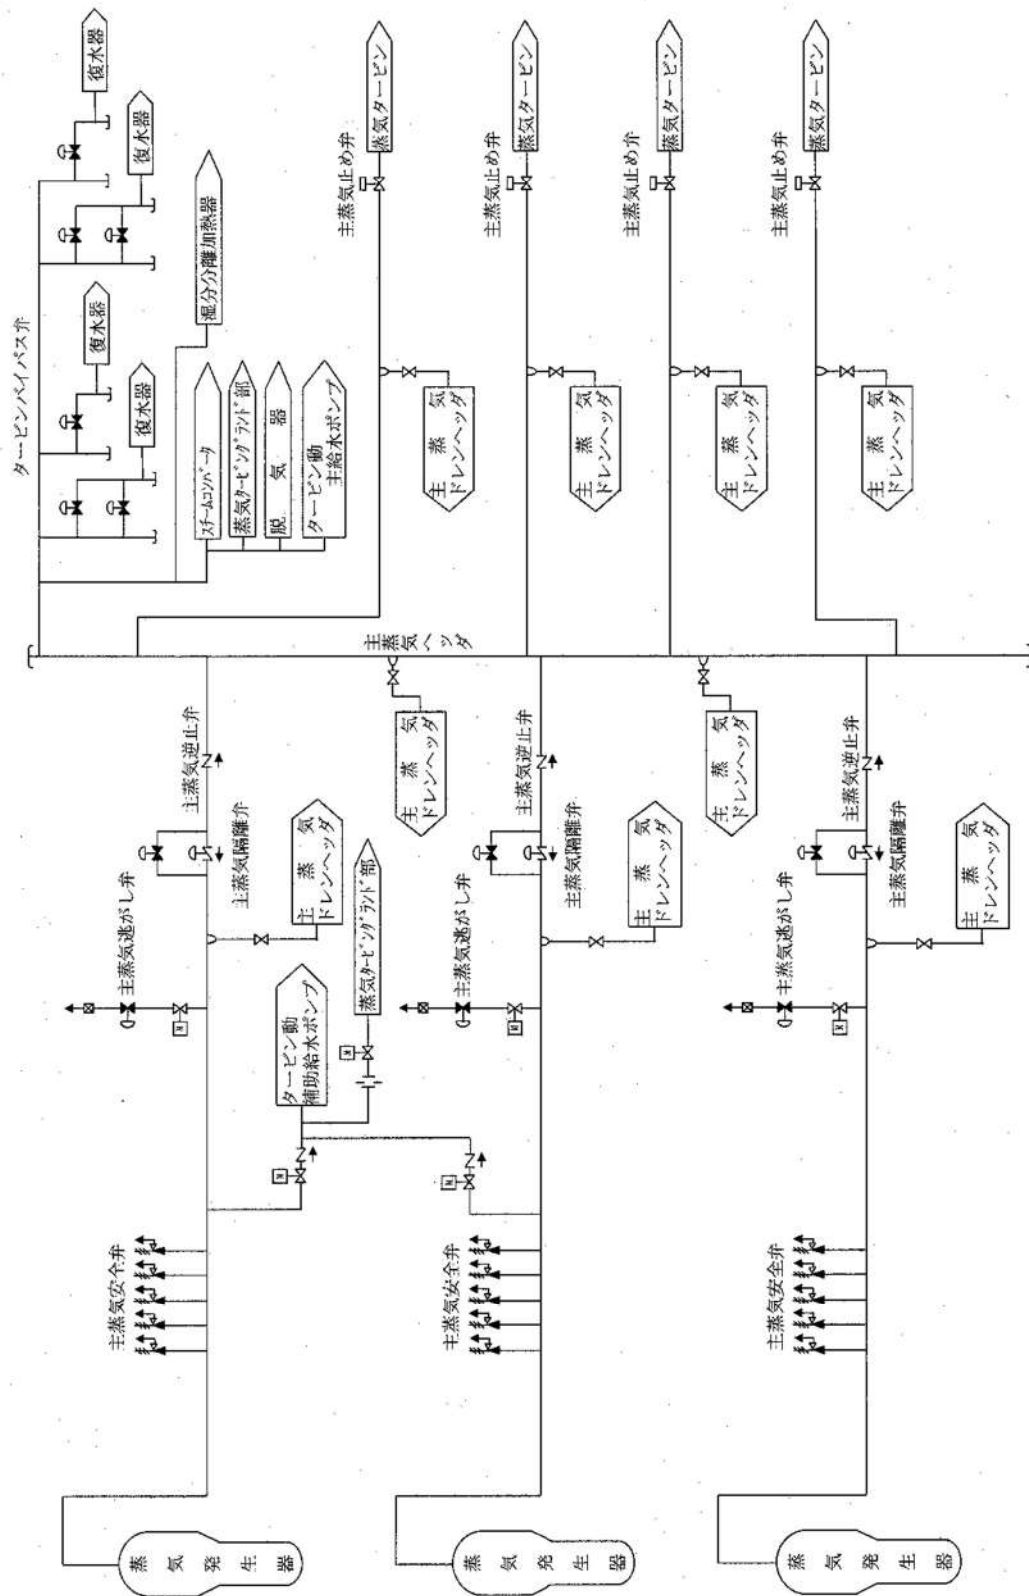 タービンバイパス弁
復水器
復水器
復水器
復水器
湿分分離加熱器
スチームコンバータ
蒸気タービングランド部
脱気器
タービン動
主給水ポンプ
主蒸気止め弁
蒸気タービン
主蒸気止め弁
蒸気タービン
主蒸気止め弁
蒸気タービン
主蒸気止め弁
蒸気タービン
主蒸気
ドレンヘッダ
主蒸気
ドレンヘッダ
主蒸気
ドレンヘッダ
主蒸気
ドレンヘッダ
主蒸気ヘッダ
主蒸気逆止弁
主蒸気隔離弁
主蒸気逃がし弁
主蒸気
ドレンヘッダ
主蒸気
ドレンヘッダ
M
タービン動
補助給水ポンプ
蒸気タービングランド部
M
M
M
主蒸気安全弁
蒸気発生器
主蒸気逆止弁
主蒸気隔離弁
主蒸気逃がし弁
主蒸気
ドレンヘッダ
主蒸気
ドレンヘッダ
M
主蒸気安全弁
蒸気発生器
主蒸気逆止弁
主蒸気隔離弁
主蒸気逃がし弁
主蒸気
ドレンヘッダ
M
主蒸気安全弁
蒸気発生器